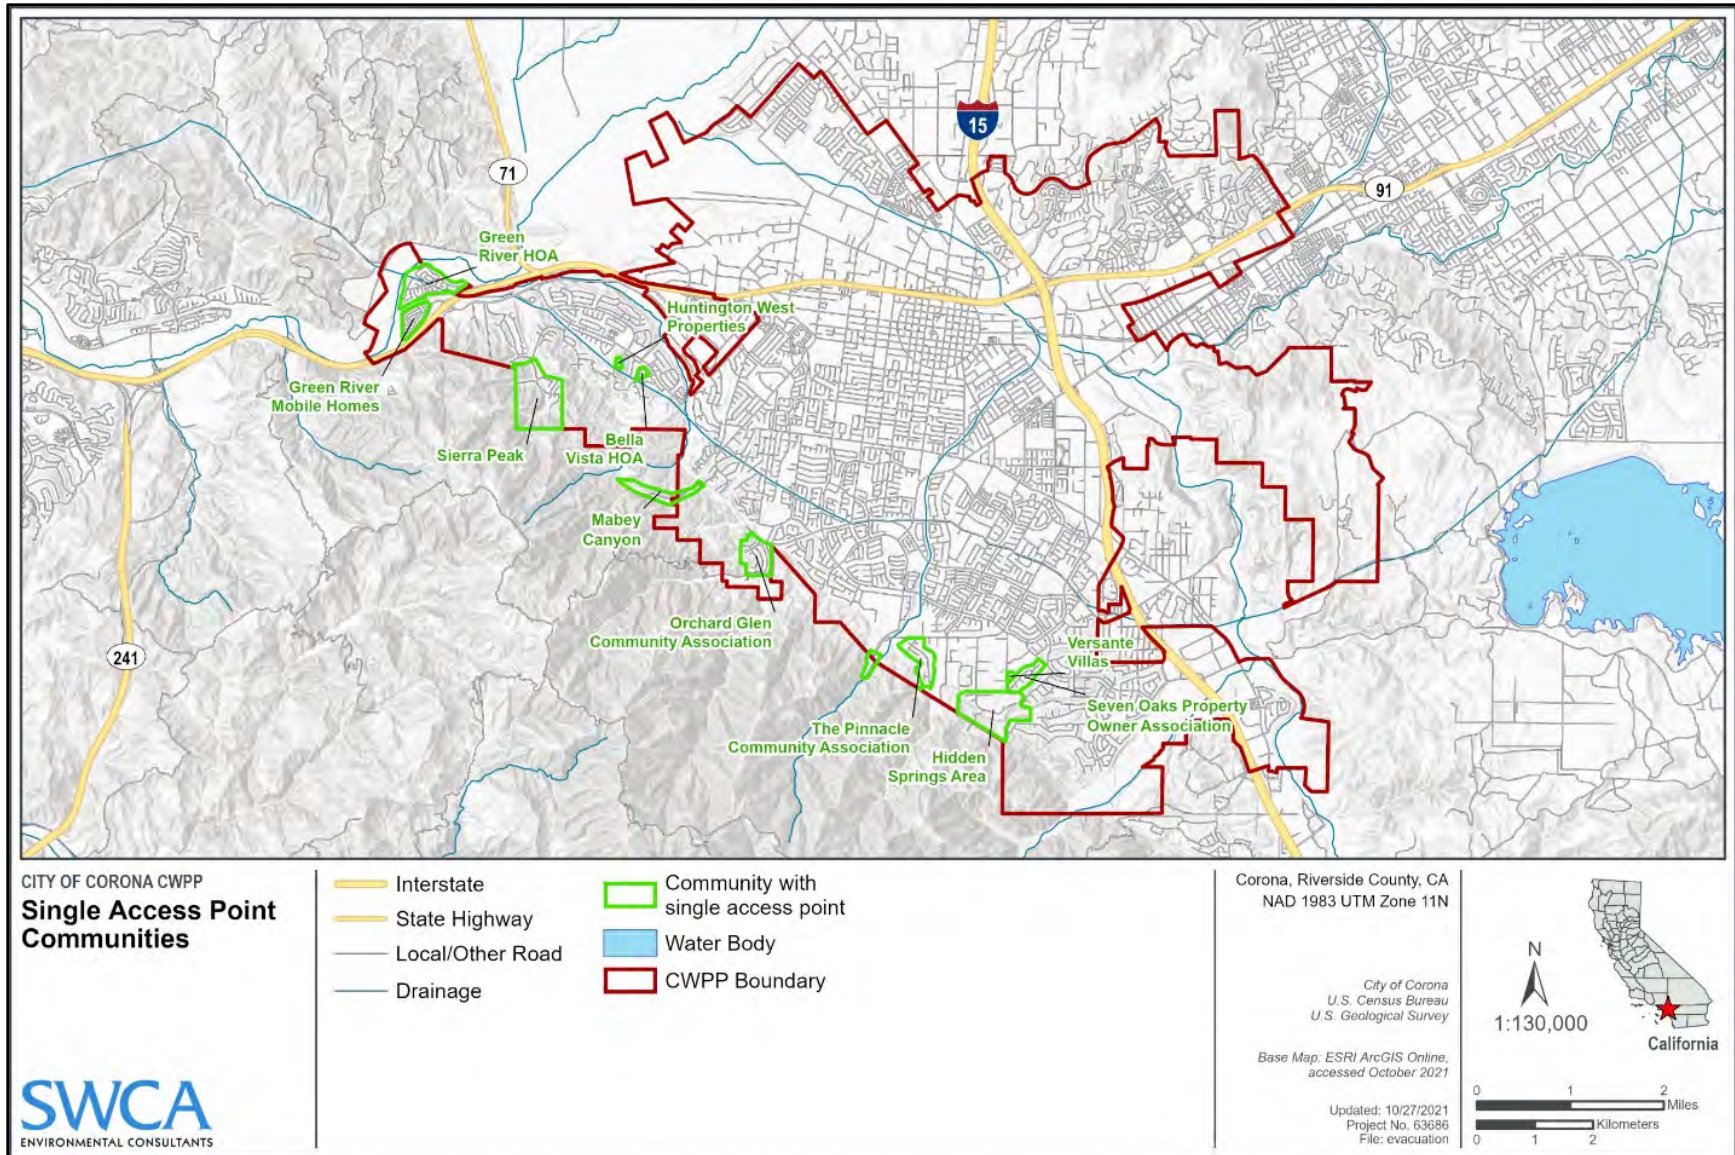 15
71
91
Green
River HOA
Huntington West
Properties
Green River
Mobile Homes
Sierra Peak
Bella
Vista HOA
Mabey
Canyon
Orchard Glen
Community Association
241
Versante
Villas
Seven Oaks Property
Owner Association
The Pinnacle
Community Association
Hidden
Springs Area
CITY OF CORONA CWPP
Single Access Point
Communities
SWCA
ENVIRONMENTAL CONSULTANTS
Interstate
State Highway
Local/Other Road
Drainage
Community with
single access point
Water Body
CWPP Boundary
Corona, Riverside County, CA
NAD 1983 UTM Zone 11N
City of Corona
U.S. Census Bureau
U.S. Geological Survey
Base Map: ESRI ArcGIS Online,
accessed October 2021
Updated: 10/27/2021
Project No. 63686
File: evacuation
N
1:130,000
California
0 1 2
Miles
Kilometers
0 1 2